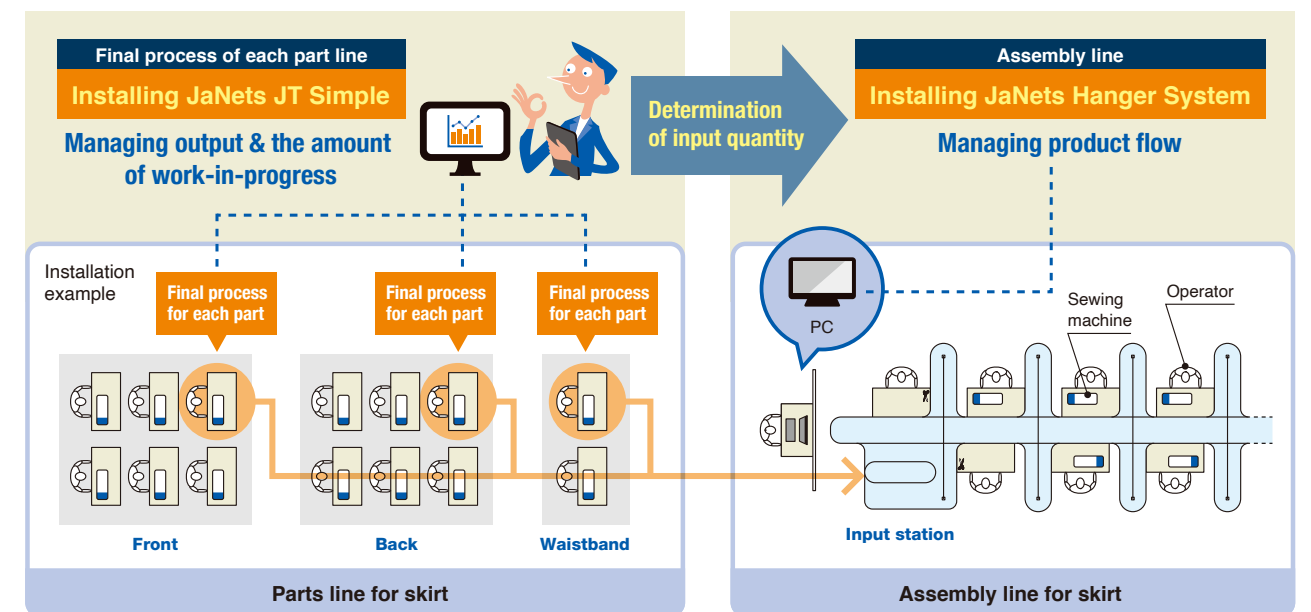 Final process of each part line
Installing JaNets JT Simple
Managing output & the amount
of work-in-progress
Determination
of input quantity
Assembly line
Installing JaNets Hanger System
Managing product flow
Installation
example
Final process
for each part
Final process
for each part
Final process
for each part
Front
Back
Waistband
Parts line for skirt
PC
Sewing
machine
Operator
Input station
Assembly line for skirt